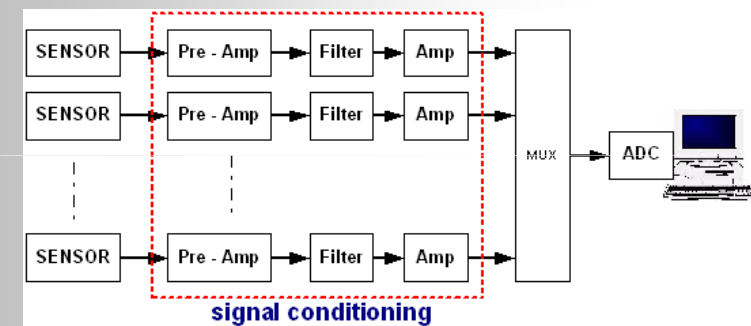 SENSOR Pre - Amp Filter Amp
SENSOR Pre - Amp Filter Amp
MUX ADC
SENSOR Pre - Amp Filter Amp
signal conditioning